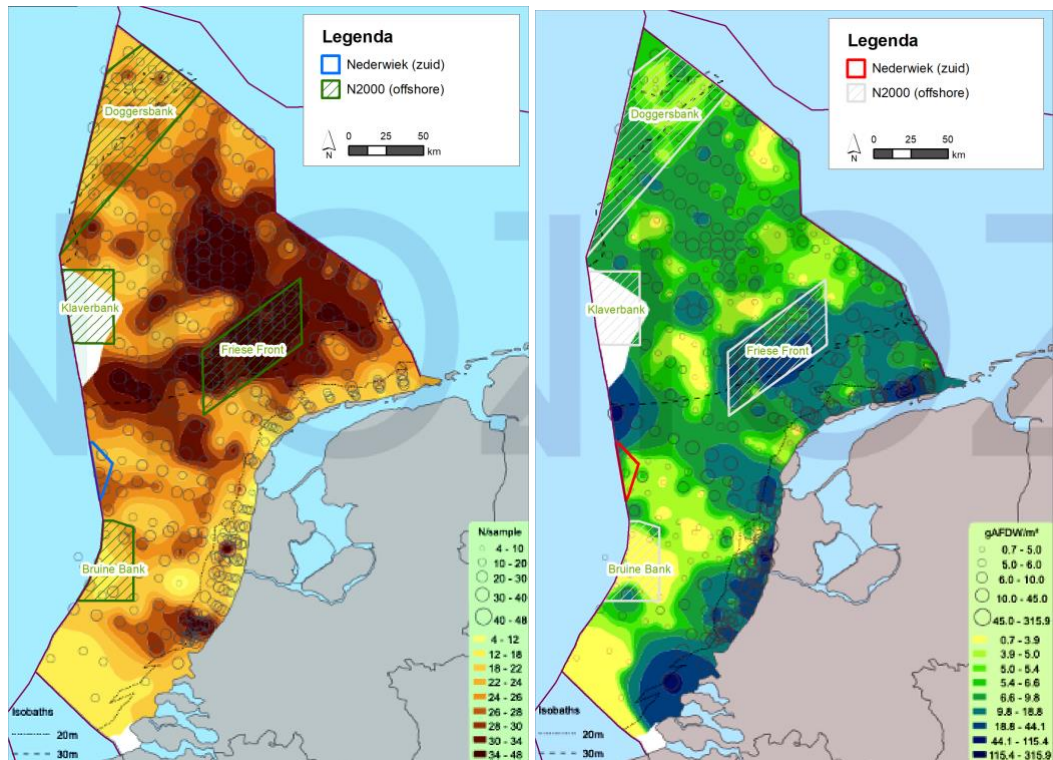 Legenda
Nederwiek (zuid)
N2000 (offshore)
N
0 25 50
km
Doggersbank
Klaverbank
Friese Front
Bruine Bank
N/sample
4 - 10
10 - 20
20 - 30
30 - 40
40 - 48
4 - 12
12 - 18
18 - 22
22 - 24
24 - 26
26 - 28
28 - 30
30 - 34
34 - 48
Isobaths
20m
30m
Legenda
Nederwiek (zuid)
N2000 (offshore)
N
0 25 50
km
Doggersbank
Klaverbank
Friese Front
Bruine Bank
gAFDW/m²
0.7 - 5.0
5.0 - 6.0
6.0 - 10.0
10.0 - 45.0
45.0 - 315.9
0.7 - 3.9
3.9 - 5.0
5.0 - 5.4
5.4 - 6.6
6.6 - 9.8
9.8 - 18.8
18.8 - 44.1
44.1 - 115.4
115.4 - 315.9
Isobaths
20m
30m